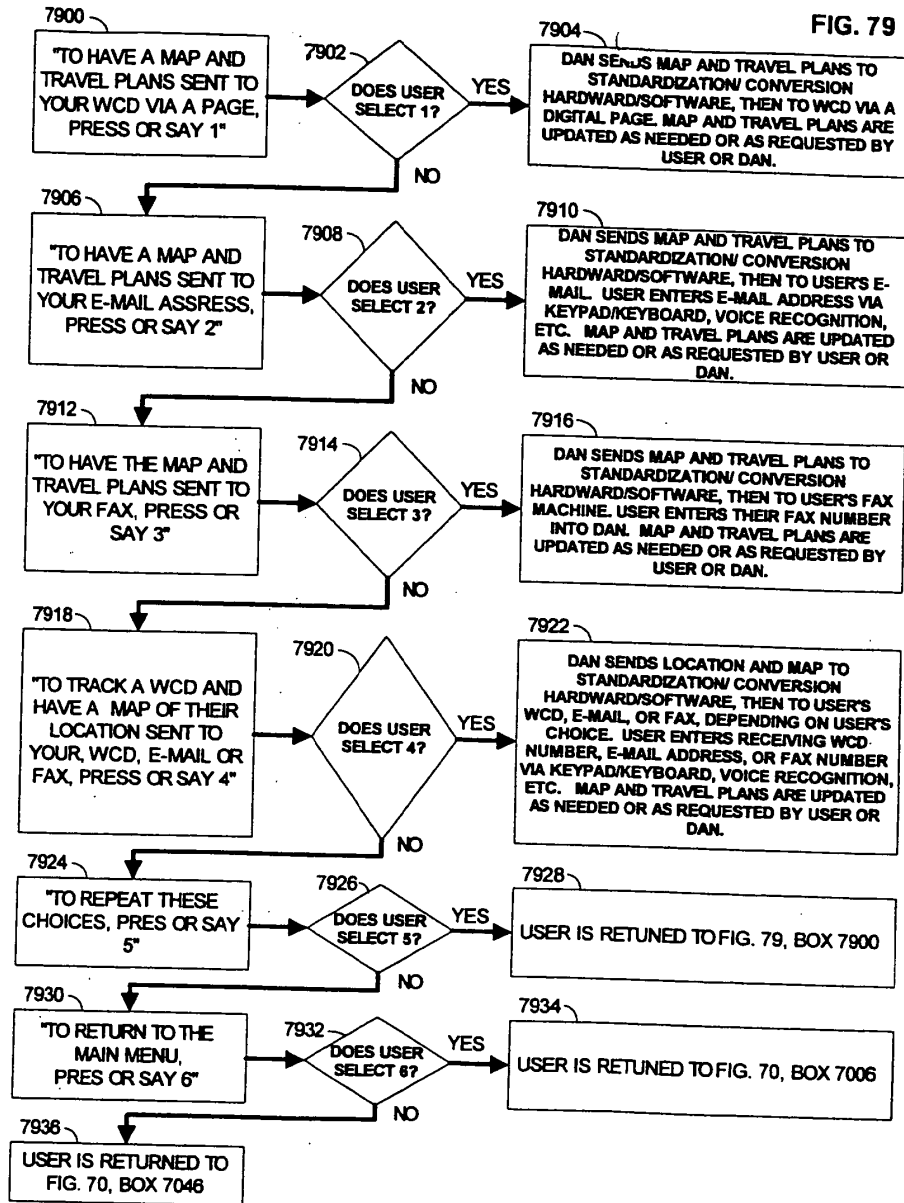 FIG. 79
7900
"TO HAVE A MAP AND
TRAVEL PLANS SENT TO
YOUR WCD VIA A PAGE,
PRESS OR SAY 1"
7902
DOES USER
SELECT 1?
YES
NO
7904
DAN SENDS MAP AND TRAVEL PLANS TO
STANDARDIZATION/ CONVERSION
HARDWARE/SOFTWARE, THEN TO WCD VIA A
DIGITAL PAGE. MAP AND TRAVEL PLANS ARE
UPDATED AS NEEDED OR AS REQUESTED BY
USER OR DAN.
7906
"TO HAVE A MAP AND
TRAVEL PLANS SENT TO
YOUR E-MAIL ASSRESS,
PRESS OR SAY 2"
7908
DOES USER
SELECT 2?
YES
NO
7910
DAN SENDS MAP AND TRAVEL PLANS TO
STANDARDIZATION/ CONVERSION
HARDWARE/SOFTWARE, THEN TO USER'S E-
MAIL. USER ENTERS E-MAIL ADDRESS VIA
KEYPAD/KEYBOARD, VOICE RECOGNITION,
ETC. MAP AND TRAVEL PLANS ARE UPDATED
AS NEEDED OR AS REQUESTED BY USER OR
DAN.
7912
"TO HAVE THE MAP AND
TRAVEL PLANS SENT TO
YOUR FAX, PRESS OR
SAY 3"
7914
DOES USER
SELECT 3?
YES
NO
7916
DAN SENDS MAP AND TRAVEL PLANS TO
STANDARDIZATION/ CONVERSION
HARDWARE/SOFTWARE, THEN TO USER'S FAX
MACHINE. USER ENTERS THEIR FAX NUMBER
INTO DAN. MAP AND TRAVEL PLANS ARE
UPDATED AS NEEDED OR AS REQUESTED BY
USER OR DAN.
7918
"TO TRACK A WCD AND
HAVE A MAP OF THEIR
LOCATION SENT TO
YOUR, WCD, E-MAIL OR
FAX, PRESS OR SAY 4"
7920
DOES USER
SELECT 4?
YES
NO
7922
DAN SENDS LOCATION AND MAP TO
STANDARDIZATION/ CONVERSION
HARDWARE/SOFTWARE, THEN TO USER'S
WCD, E-MAIL, OR FAX, DEPENDING ON USER'S
CHOICE. USER ENTERS RECEIVING WCD
NUMBER, E-MAIL ADDRESS, OR FAX NUMBER
VIA KEYPAD/KEYBOARD, VOICE RECOGNITION,
ETC. MAP AND TRAVEL PLANS ARE UPDATED
AS NEEDED OR AS REQUESTED BY USER OR
DAN.
7924
"TO REPEAT THESE
CHOICES, PRES OR SAY
5"
7926
DOES USER
SELECT 5?
YES
NO
7928
USER IS RETUNED TO FIG. 79, BOX 7900
7930
"TO RETURN TO THE
MAIN MENU,
PRES OR SAY 6"
7932
DOES USER
SELECT 6?
YES
NO
7934
USER IS RETUNED TO FIG. 70, BOX 7006
7936
USER IS RETURNED TO
FIG. 70, BOX 7046